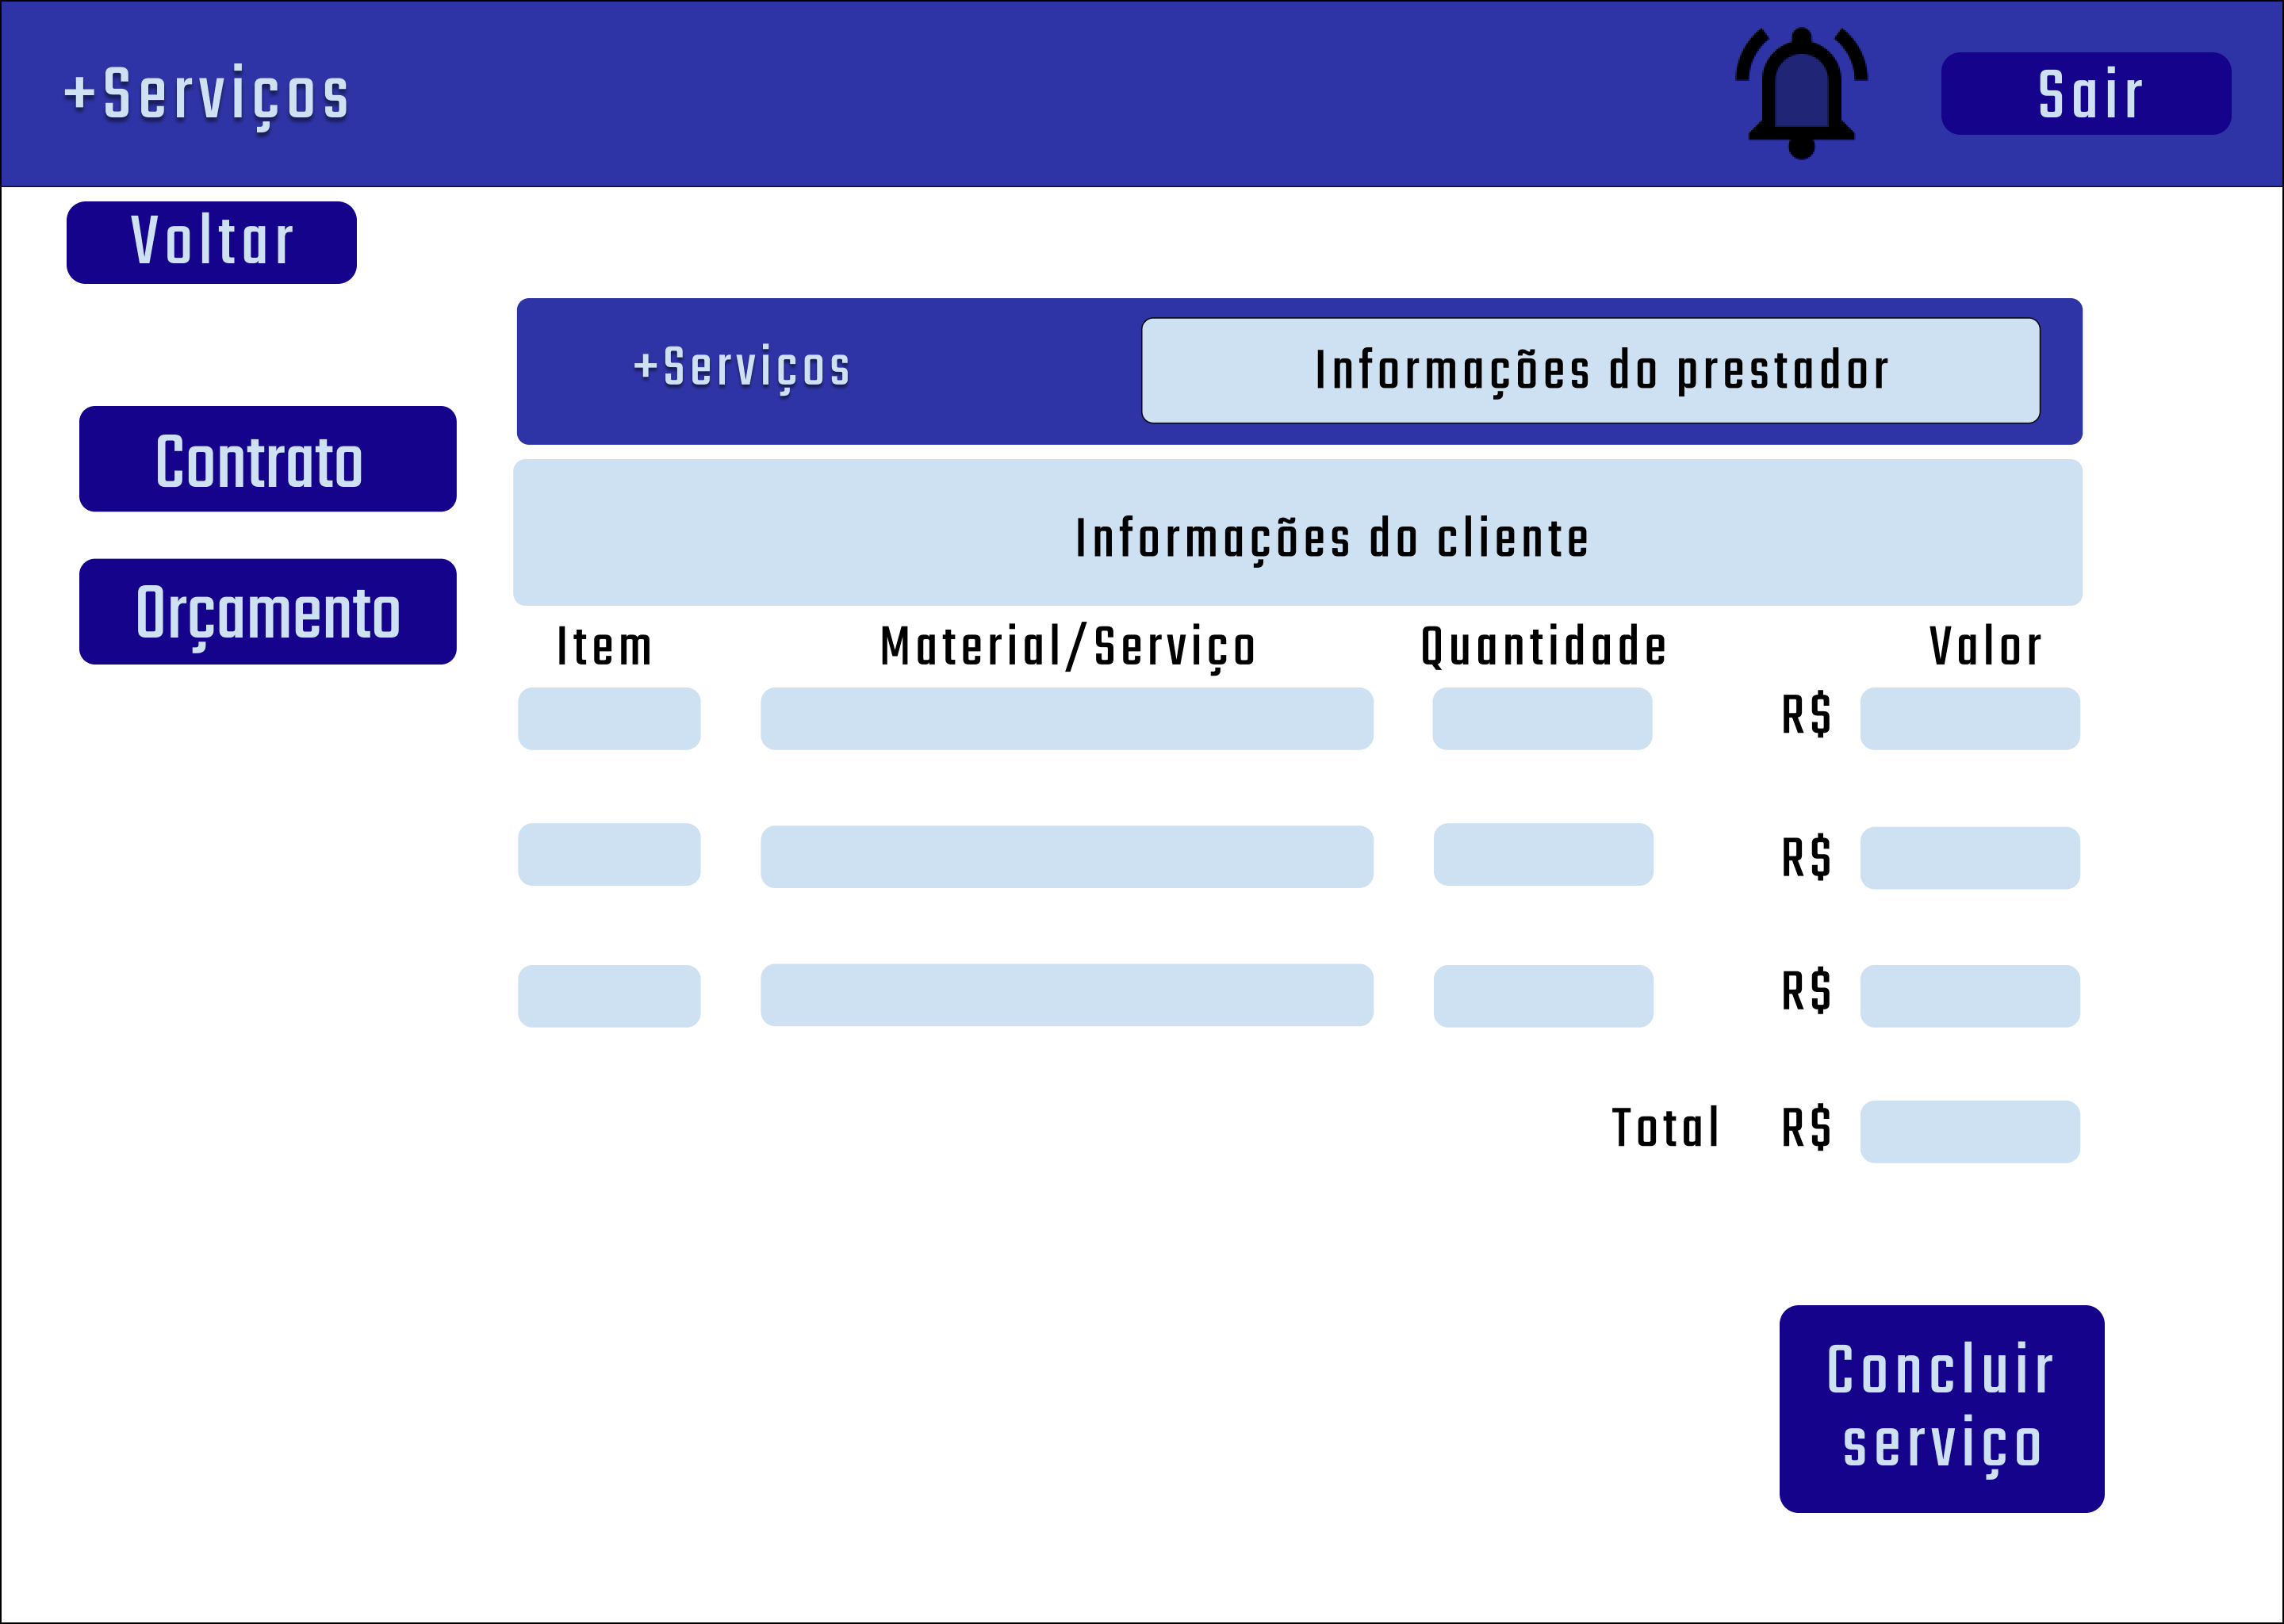 +Serviços
Sair
Voltar
+Serviços
Informações do prestador
Contrato
Informações do cliente
Orçamento
Item Material/Serviço Quantidade Valor
R$
R$
R$
Total R$
Concluir
serviço